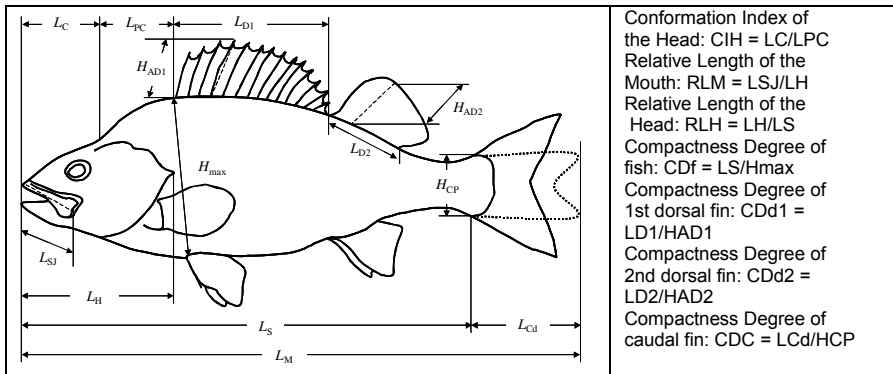 LC
LPC
LD1
HAD1
HAD2
LD2
Hmax
HCP
LSJ
LH
LS
LCd
LM
Conformation Index of
the Head: CIH = LC/LPC
Relative Length of the
Mouth: RLM = LSJ/LH
Relative Length of the
Head: RLH = LH/LS
Compactness Degree of
fish: CDf = LS/Hmax
Compactness Degree of
1st dorsal fin: CDd1 =
LD1/HAD1
Compactness Degree of
2nd dorsal fin: CDd2 =
LD2/HAD2
Compactness Degree of
caudal fin: CDC = LCd/HCP